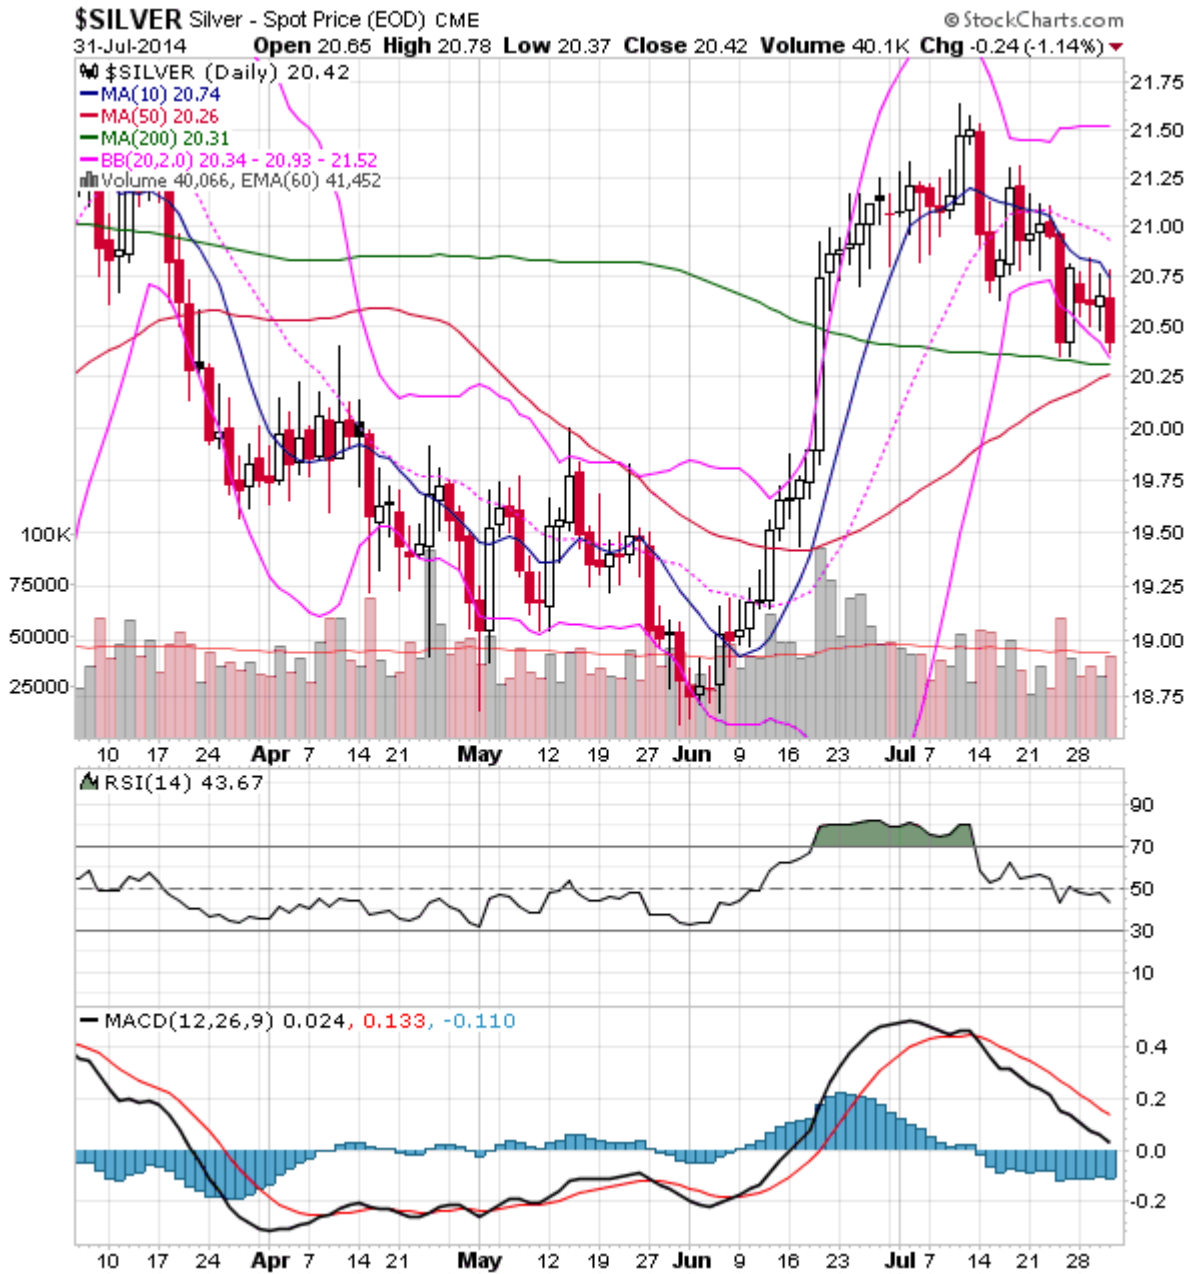 $SILVER Silver - Spot Price (EOD) CME © StockCharts.com
31-Jul-2014 Open 20.65 High 20.78 Low 20.37 Close 20.42 Volume 40.1K Chg -0.24 (-1.14%)
$SILVER (Daily) 20.42
MA(10) 20.74
MA(50) 20.26
MA(200) 20.31
BB(20,2.0) 20.34 - 20.93 - 21.52
Volume 40,066, EMA(60) 41,452
21.75
21.50
21.25
21.00
20.75
20.50
20.25
20.00
19.75
19.50
19.25
19.00
18.75
100K
75000
50000
25000
10 17 24 Apr 7 14 21 May 12 19 27 Jun 9 16 23 Jul 7 14 21 28
RSI(14) 43.67
90
70
50
30
10
MACD(12,26,9) 0.024, 0.133, -0.110
0.4
0.2
0.0
-0.2
10 17 24 Apr 7 14 21 May 12 19 27 Jun 9 16 23 Jul 7 14 21 28